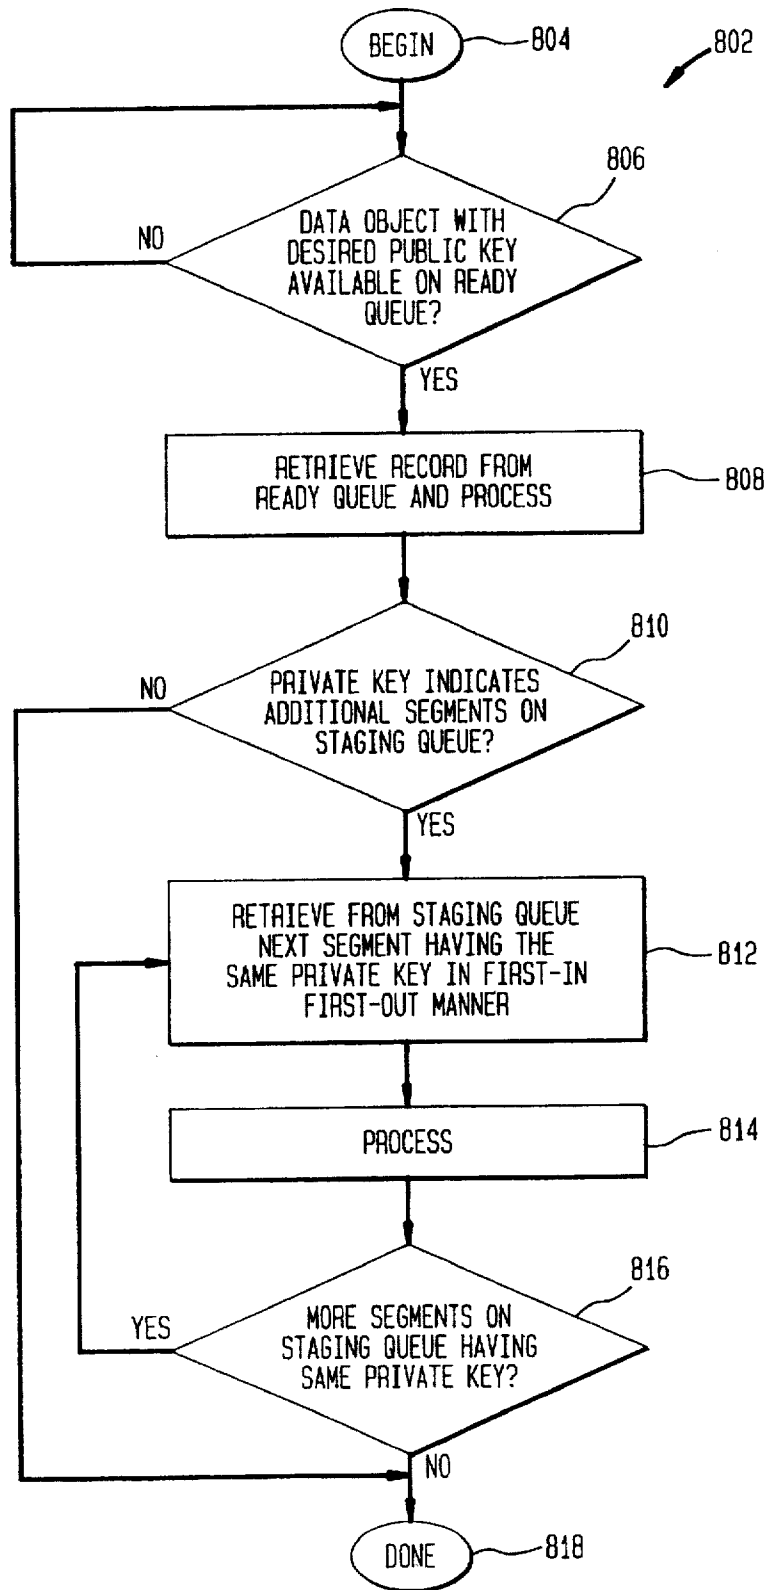 BEGIN
804
802
806
DATA OBJECT WITH
DESIRED PUBLIC KEY
AVAILABLE ON READY
QUEUE?
NO
YES
RETRIEVE RECORD FROM
READY QUEUE AND PROCESS
808
810
NO
PRIVATE KEY INDICATES
ADDITIONAL SEGMENTS ON
STAGING QUEUE?
YES
RETRIEVE FROM STAGING QUEUE
NEXT SEGMENT HAVING THE
SAME PRIVATE KEY IN FIRST-IN
FIRST-OUT MANNER
812
PROCESS
814
816
YES
MORE SEGMENTS ON
STAGING QUEUE HAVING
SAME PRIVATE KEY?
NO
DONE
818